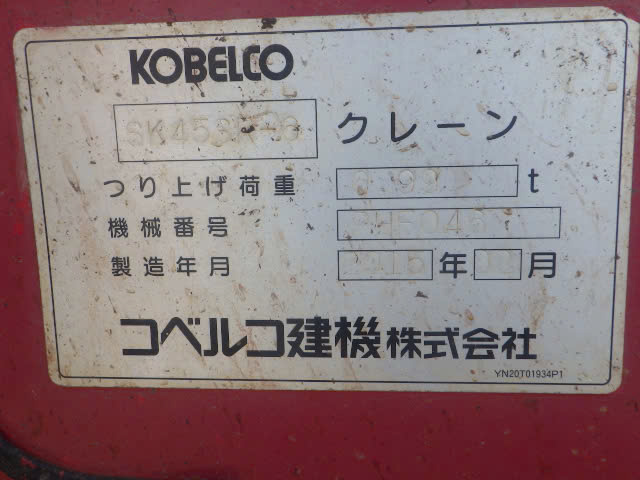 KOBELCO
クレーン
つり上げ荷重 t
機械番号
製造年月 年 月
コベルコ建機株式会社
YN20T01934P1